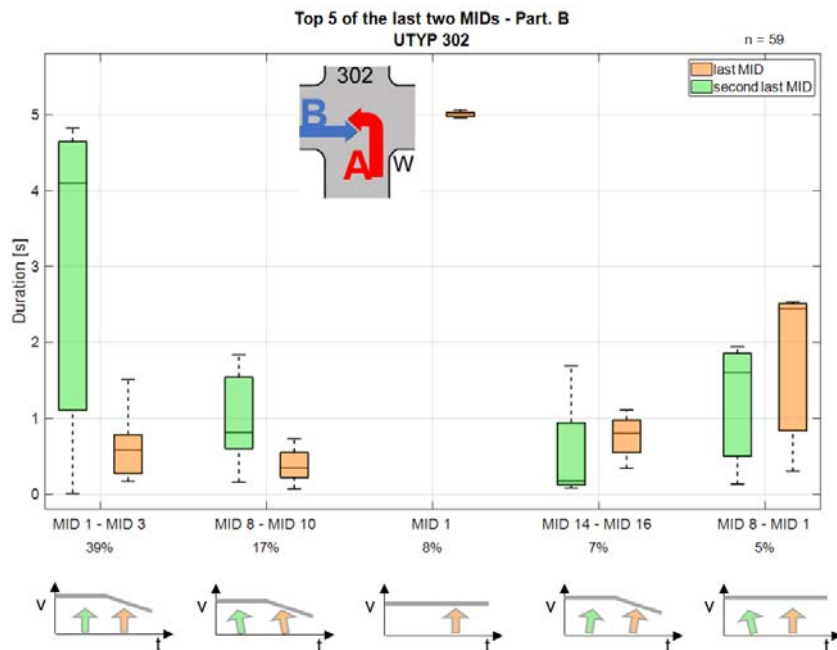 Top 5 of the last two MIDs - Part. B
UTYP 302
n = 59
last MID
second last MID
302
B
A
W
Duration [s]
5
4
3
2
1
0
MID 1 - MID 3
MID 8 - MID 10
MID 1
MID 14 - MID 16
MID 8 - MID 1
39%
17%
8%
7%
5%
v
t
v
t
v
t
v
t
v
t